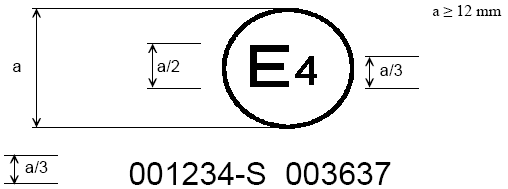 a ≥ 12 mm
a
a/2
E4
a/3
a/3
001234-S 003637